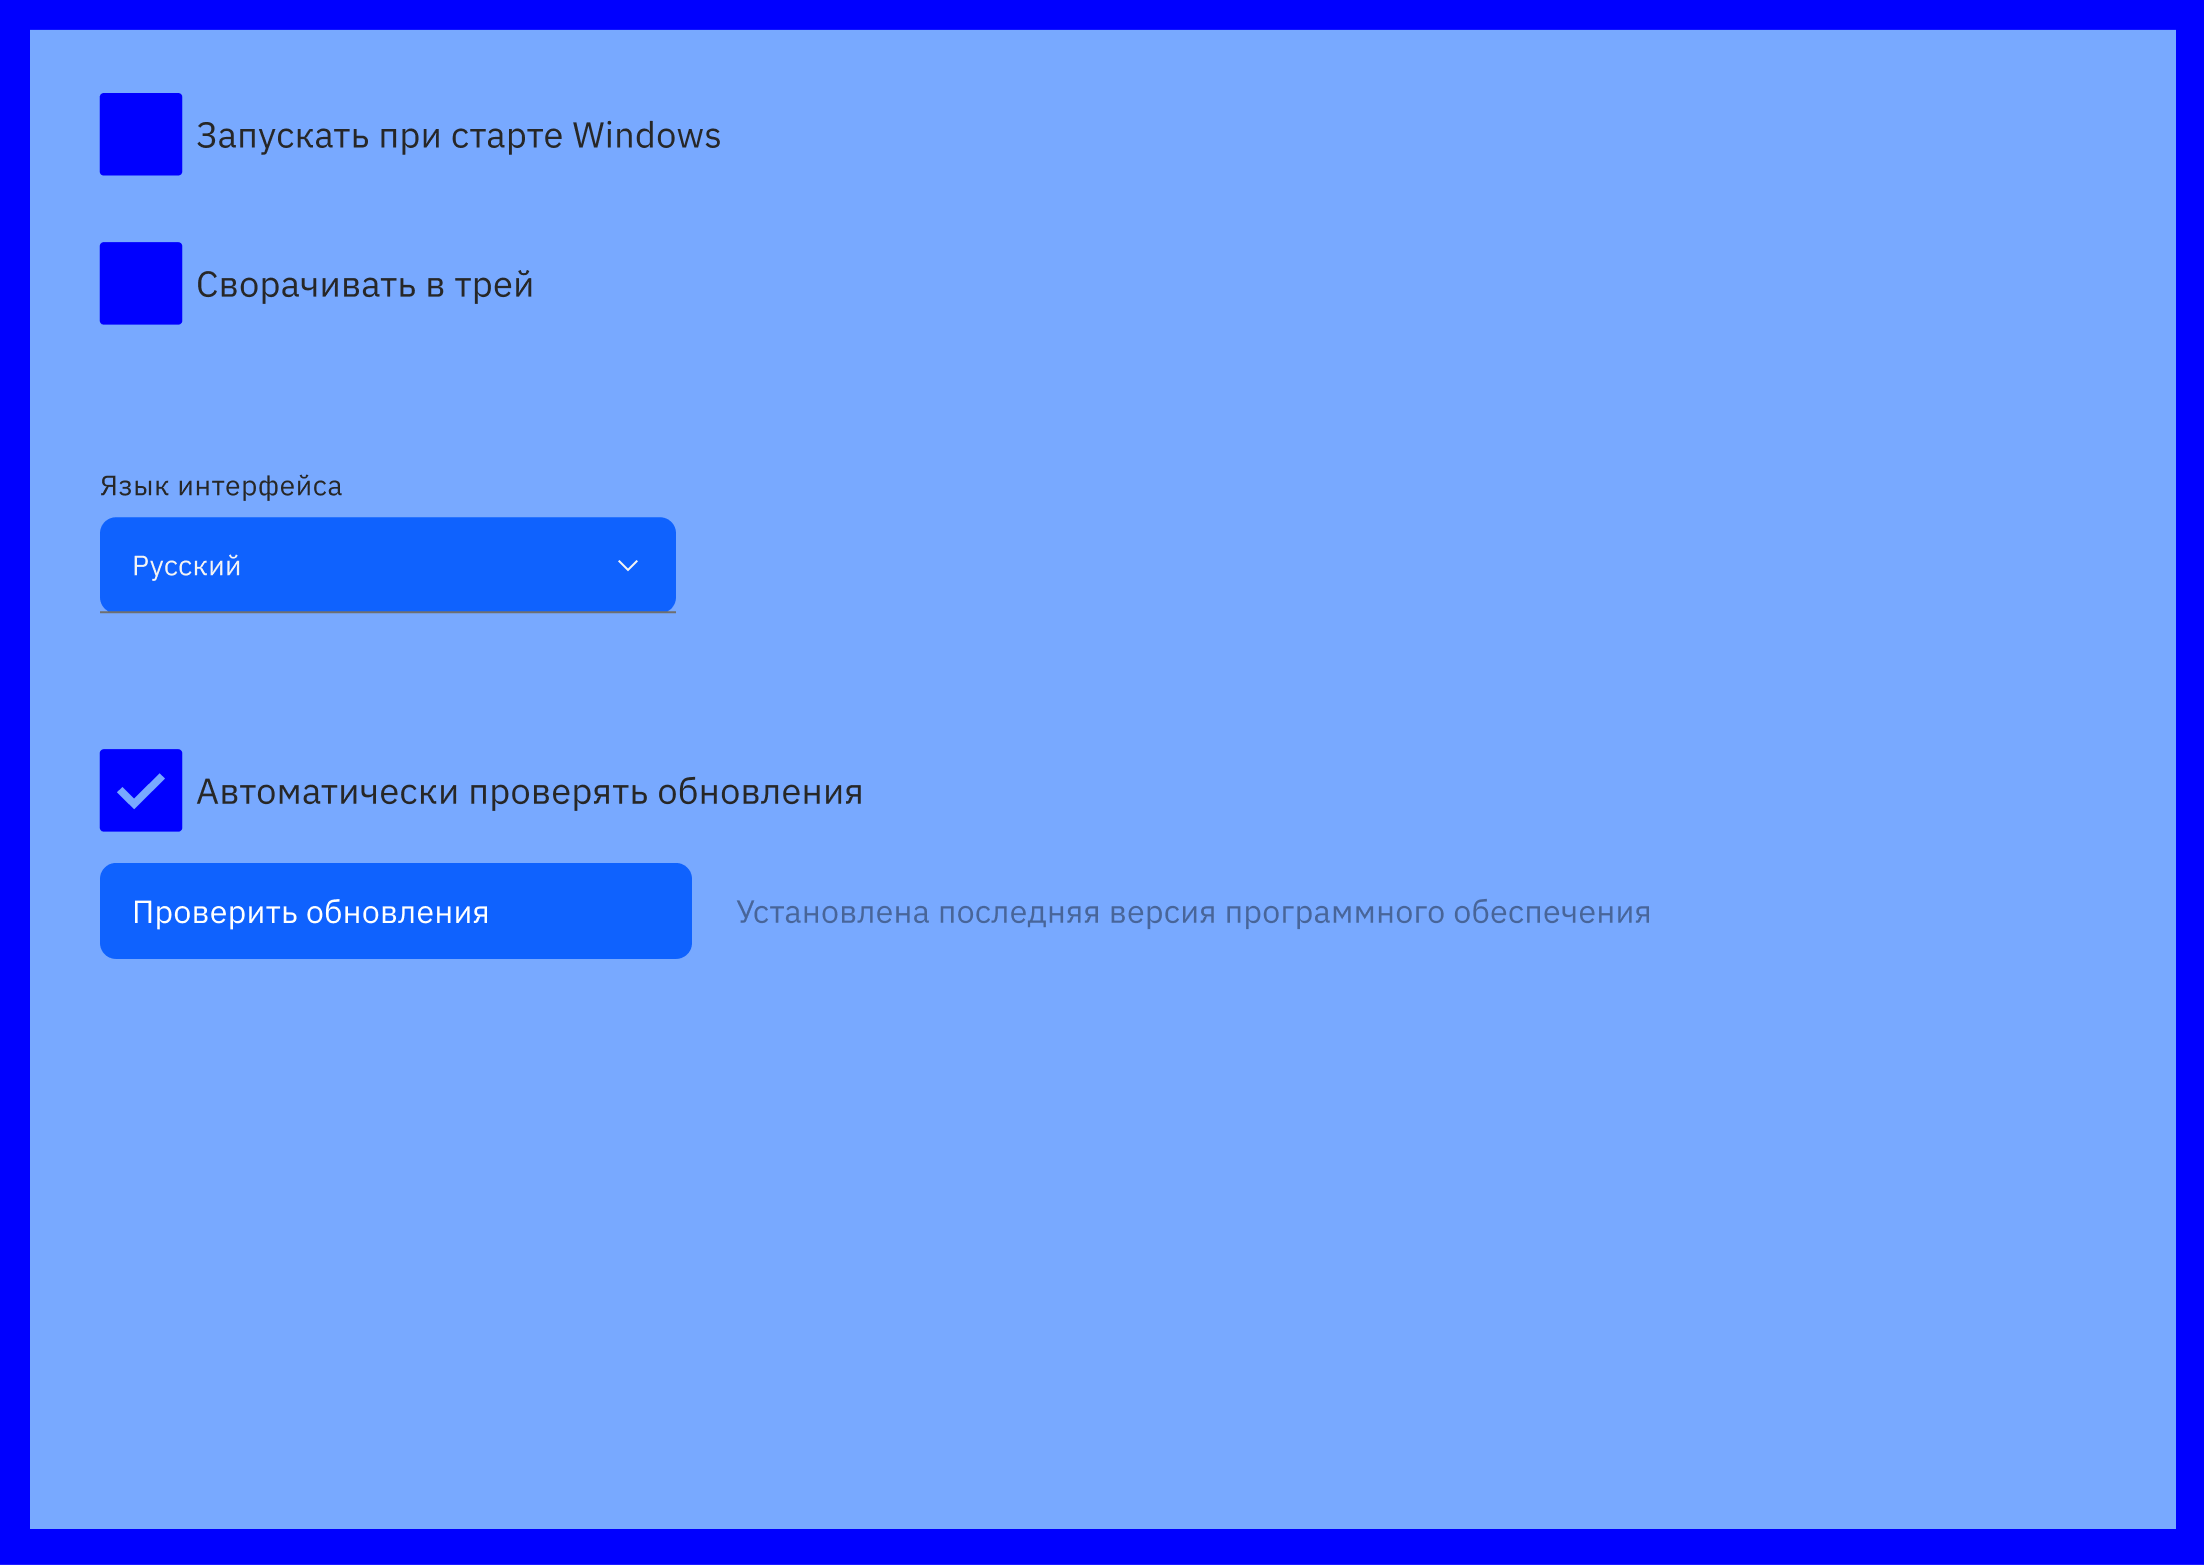 Запускать при старте Windows
Сворачивать в трей
Язык интерфейса
Русский
Автоматически проверять обновления
Проверить обновления
Установлена последняя версия программного обеспечения